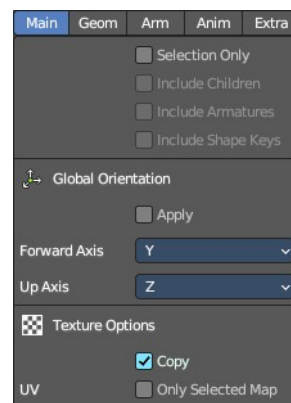 Main Geom Arm Anim Extra
Selection Only
Include Children
Include Armatures
Include Shape Keys
Global Orientation
Apply
Forward Axis Y
Up Axis Z
Texture Options
Copy
UV Only Selected Map